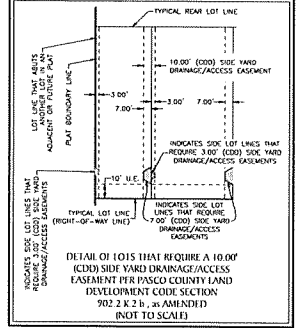 TYPICAL REAR LOT LINE
10.00' (CDD) SIDE YARD
DRAINAGE/ACCESS EASEMENT
LOT LINE THAT ABUTS
ANOTHER LOT IN AN
ADJACENT OR FUTURE PLAT
PLAT BOUNDARY LINE
3.00'
7.00'
3.00'
7.00'
INDICATES SIDE LOT LINES THAT
REQUIRE 3.00' (CDD) SIDE YARD
DRAINAGE/ACCESS EASEMENTS
INDICATES SIDE LOT LINES THAT
REQUIRE 3.00' (CDD) SIDE YARD
DRAINAGE/ACCESS
EASEMENTS
10' U.E.
TYPICAL LOT LINE
(RIGHT-OF-WAY LINE)
INDICATES SIDE LOT
LINES THAT REQUIRE
7.00' (CDD) SIDE YARD
DRAINAGE/ACCESS
EASEMENTS
DETAIL OF LOTS THAT REQUIRE A 10.00'
(CDD) SIDE YARD DRAINAGE/ACCESS
EASEMENT PER PASCO COUNTY LAND
DEVELOPMENT CODE SECTION
902.2 K 2 b, as AMENDED
(NOT TO SCALE)